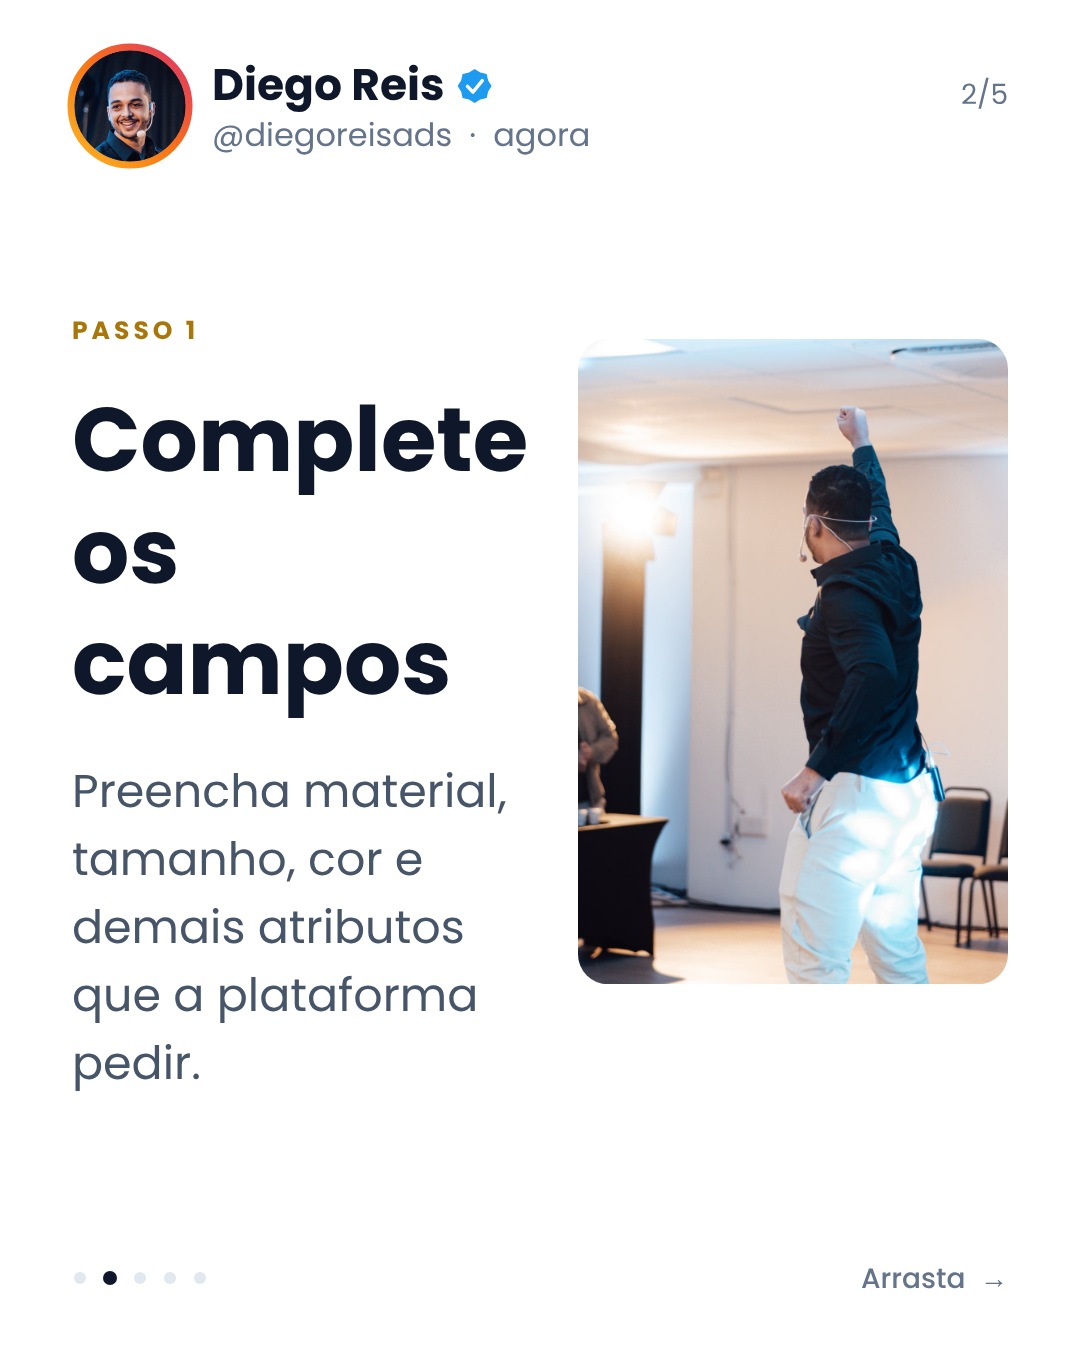 Diego Reis
@diegoreisads · agora
2/5
PASSO 1
Complete
os
campos
Preencha material,
tamanho, cor e
demais atributos
que a plataforma
pedir.
Arrasta →